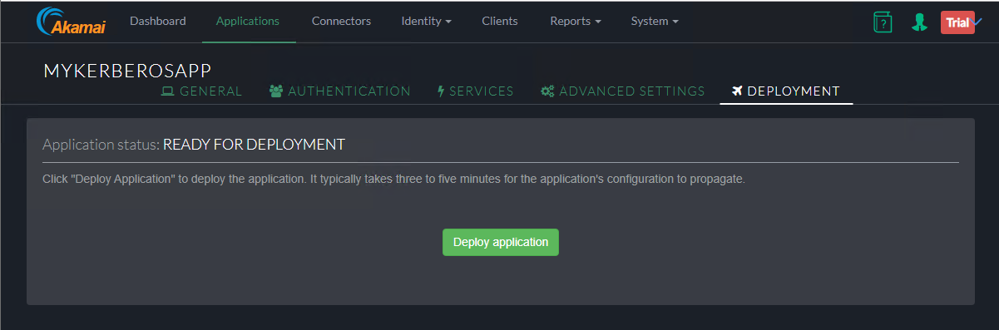 Akamai Dashboard Applications Connectors Identity Clients Reports System ? Trial
MYKERBEROSAPP
GENERAL AUTHENTICATION SERVICES ADVANCED SETTINGS DEPLOYMENT
Application status: READY FOR DEPLOYMENT
Click "Deploy Application" to deploy the application. It typically takes three to five minutes for the application's configuration to propagate.
Deploy application